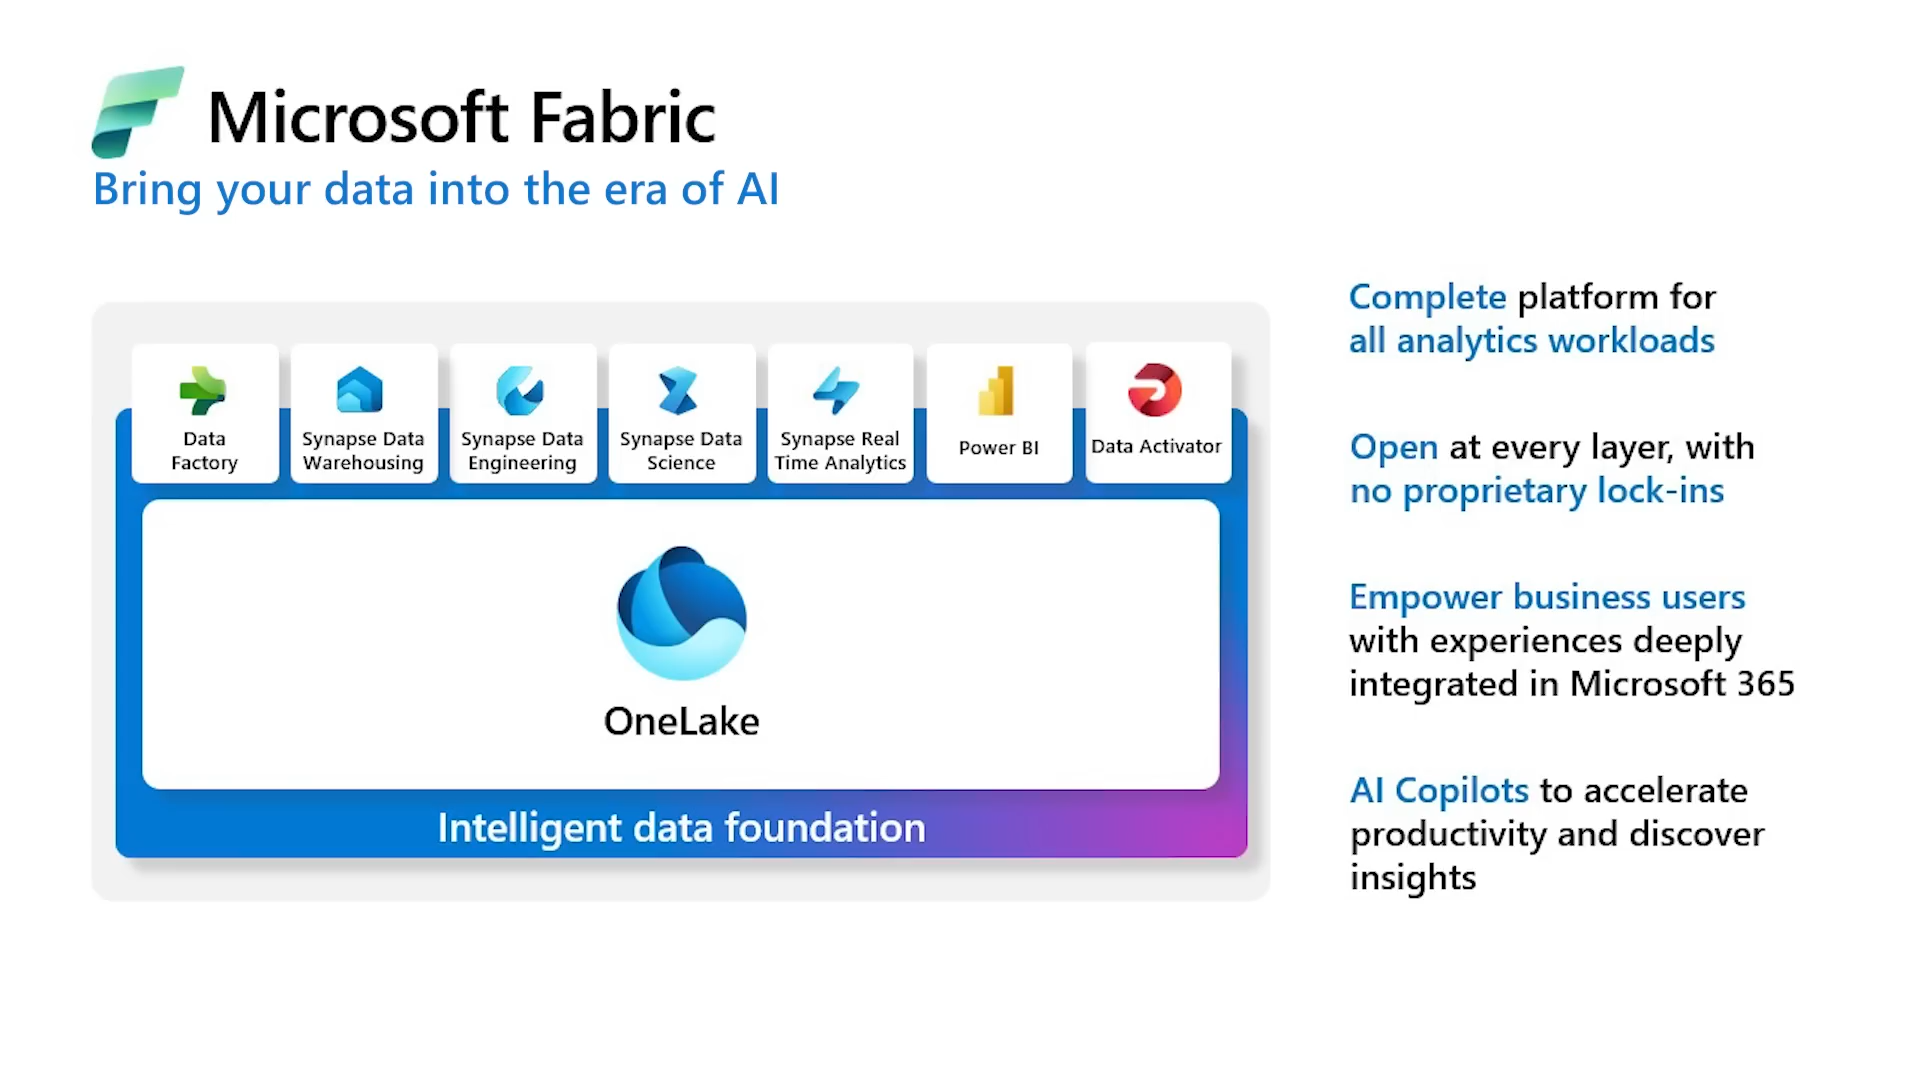 Microsoft Fabric
Bring your data into the era of AI
Data
Factory
Synapse Data
Warehousing
Synapse Data
Engineering
Synapse Data
Science
Synapse Real
Time Analytics
Power BI
Data Activator
OneLake
Intelligent data foundation
Complete platform for
all analytics workloads
Open at every layer, with
no proprietary lock-ins
Empower business users
with experiences deeply
integrated in Microsoft 365
AI Copilots to accelerate
productivity and discover
insights